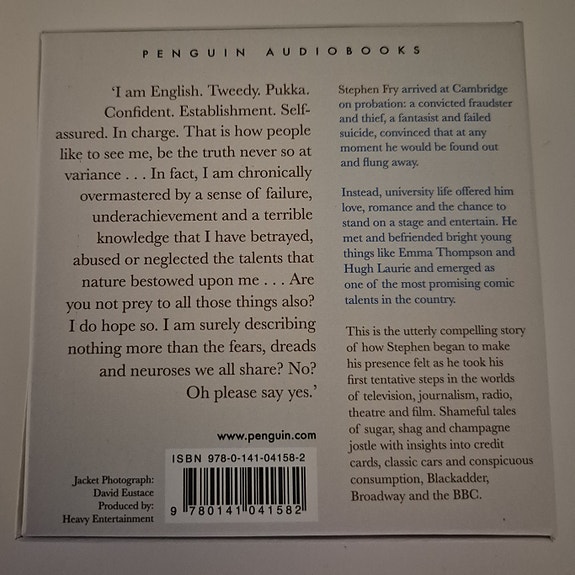 PENGUIN AUDIOBOOKS
‘I am English. Tweedy. Pukka.
Confident. Establishment. Self-
assured. In charge. That is how people
like to see me, be the truth never so at
variance . . . In fact, I am chronically
overmastered by a sense of failure,
underachievement and a terrible
knowledge that I have betrayed,
abused or neglected the talents that
nature bestowed upon me . . . Are
you not prey to all those things also?
I do hope so. I am surely describing
nothing more than the fears, dreads
and neuroses we all share? No?
Oh please say yes.’
Stephen Fry arrived at Cambridge
on probation: a convicted fraudster
and thief, a fantasist and failed
suicide, convinced that at any
moment he would be found out
and flung away.
Instead, university life offered him
love, romance and the chance to
stand on a stage and entertain. He
met and befriended bright young
things like Emma Thompson and
Hugh Laurie and emerged as
one of the most promising comic
talents in the country.
This is the utterly compelling story
of how Stephen began to make
his presence felt as he took his
first tentative steps in the worlds
of television, journalism, radio,
theatre and film. Shameful tales
of sugar, shag and champagne
jostle with insights into credit
cards, classic cars and conspicuous
consumption, Blackadder,
Broadway and the BBC.
www.penguin.com
ISBN 978-0-141-04158-2
9 780141 041582
Jacket Photograph:
David Eustace
Produced by:
Heavy Entertainment